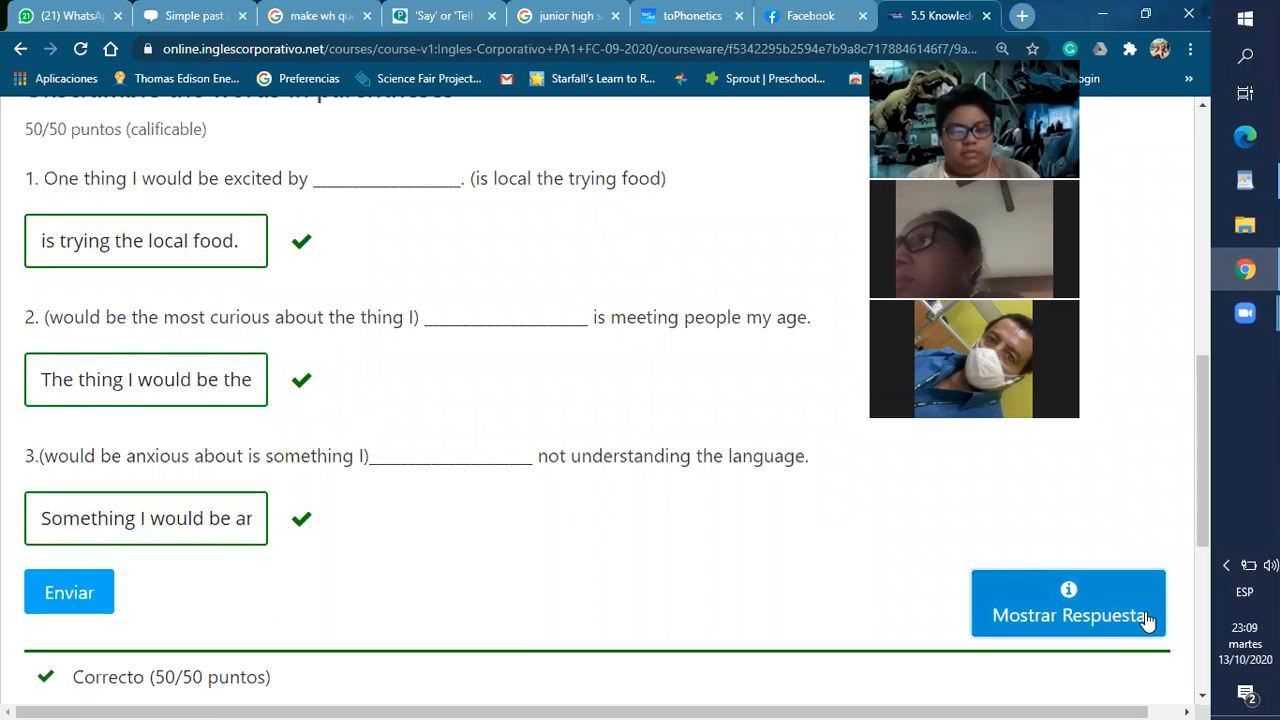 (21) WhatsA
Simple past
make wh qu
'Say' or 'Tell
junior high s
toPhonetics
Facebook
5.5 Knowled
online.inglescorporativo.net/courses/course-v1:Ingles-Corporativo+PA1+FC-09-2020/courseware/f5342295b2594e7b9a8c7178846146f7/9a...
Aplicaciones
Thomas Edison Ene...
Preferencias
Science Fair Project...
Starfall's Learn to R...
Sprout | Preschool...
ogin
»
50/50 puntos (calificable)
1. One thing I would be excited by __________________. (is local the trying food)
is trying the local food.
2. (would be the most curious about the thing I) ____________________ is meeting people my age.
The thing I would be the
3.(would be anxious about is something I)____________________ not understanding the language.
Something I would be ar
Enviar
Mostrar Respuesta
Correcto (50/50 puntos)
ESP
23:09
martes
13/10/2020
2